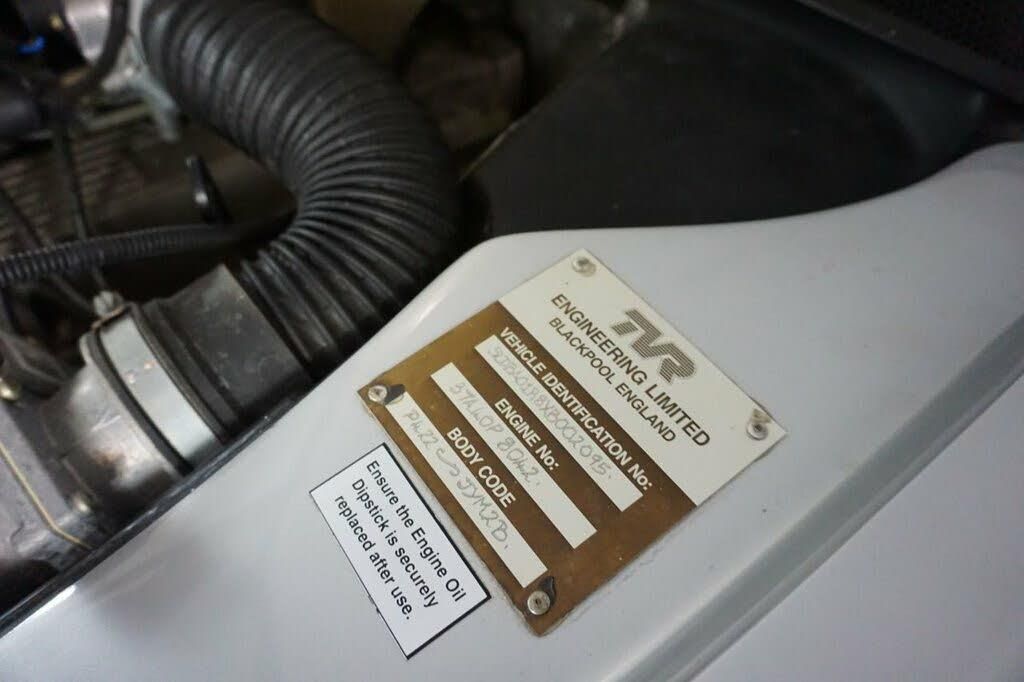 TVR
ENGINEERING LIMITED
BLACKPOOL ENGLAND
VEHICLE IDENTIFICATION No:
ENGINE No:
BODY CODE
Ensure the Engine Oil
Dipstick is securely
replaced after use.